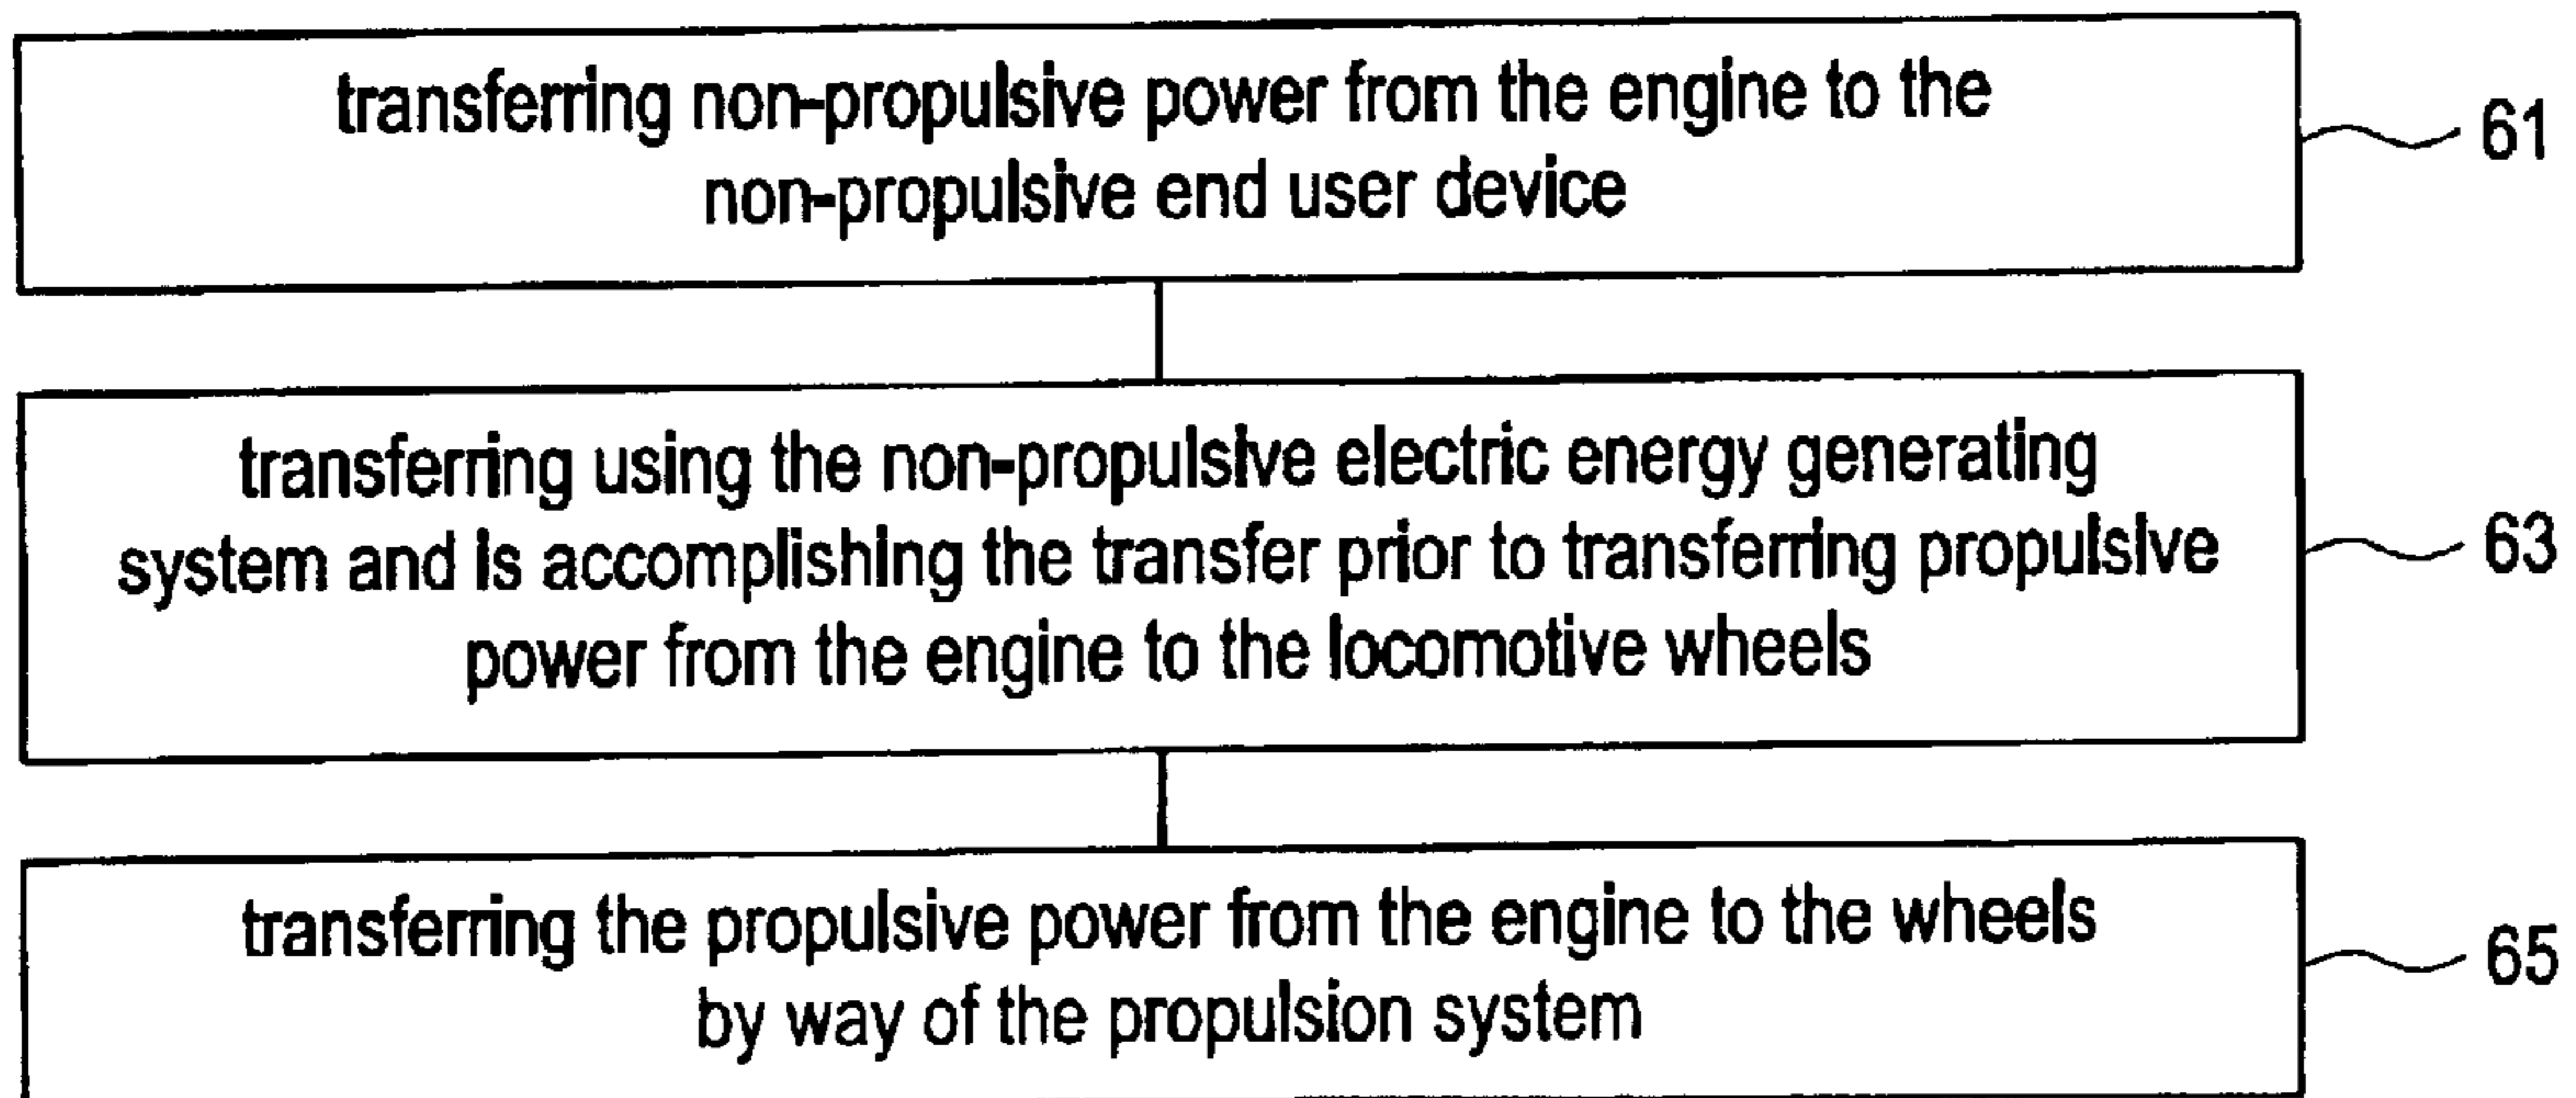 transferring non-propulsive power from the engine to the
non-propulsive end user device
61
transferring using the non-propulsive electric energy generating
system and is accomplishing the transfer prior to transferring propulsive
power from the engine to the locomotive wheels
63
transferring the propulsive power from the engine to the wheels
by way of the propulsion system
65